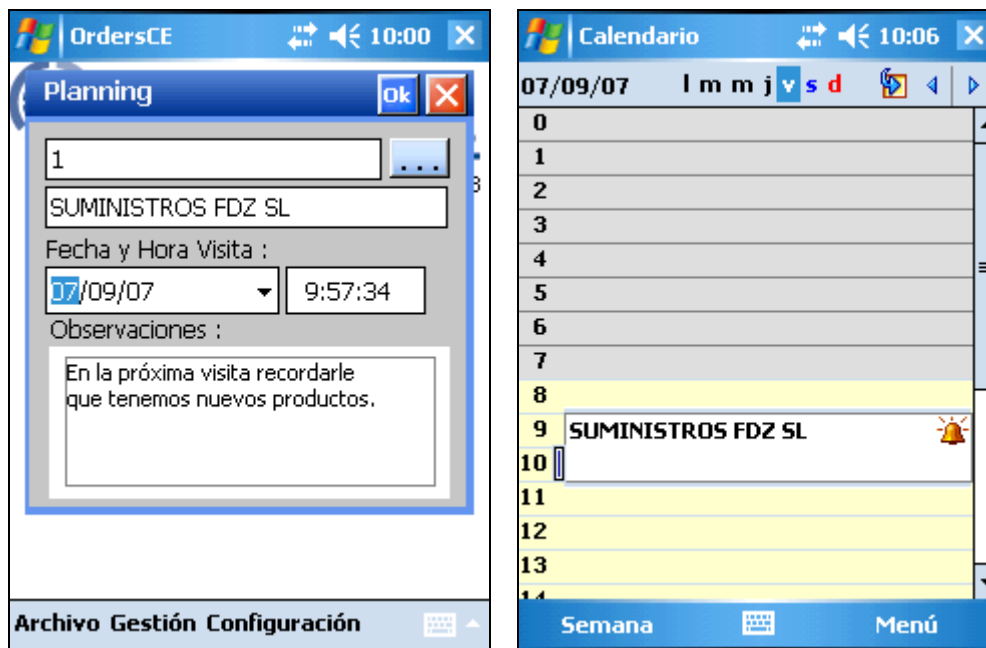 OrdersCE 10:00
Planning Ok
1 ...
SUMINISTROS FDZ SL
Fecha y Hora Visita :
07/09/07 9:57:34
Observaciones :
En la próxima visita recordarle
que tenemos nuevos productos.
Archivo Gestión Configuración
Calendario 10:06
07/09/07 l m m j v s d
0
1
2
3
4
5
6
7
8
9 SUMINISTROS FDZ SL
10
11
12
13
14
Semana Menú